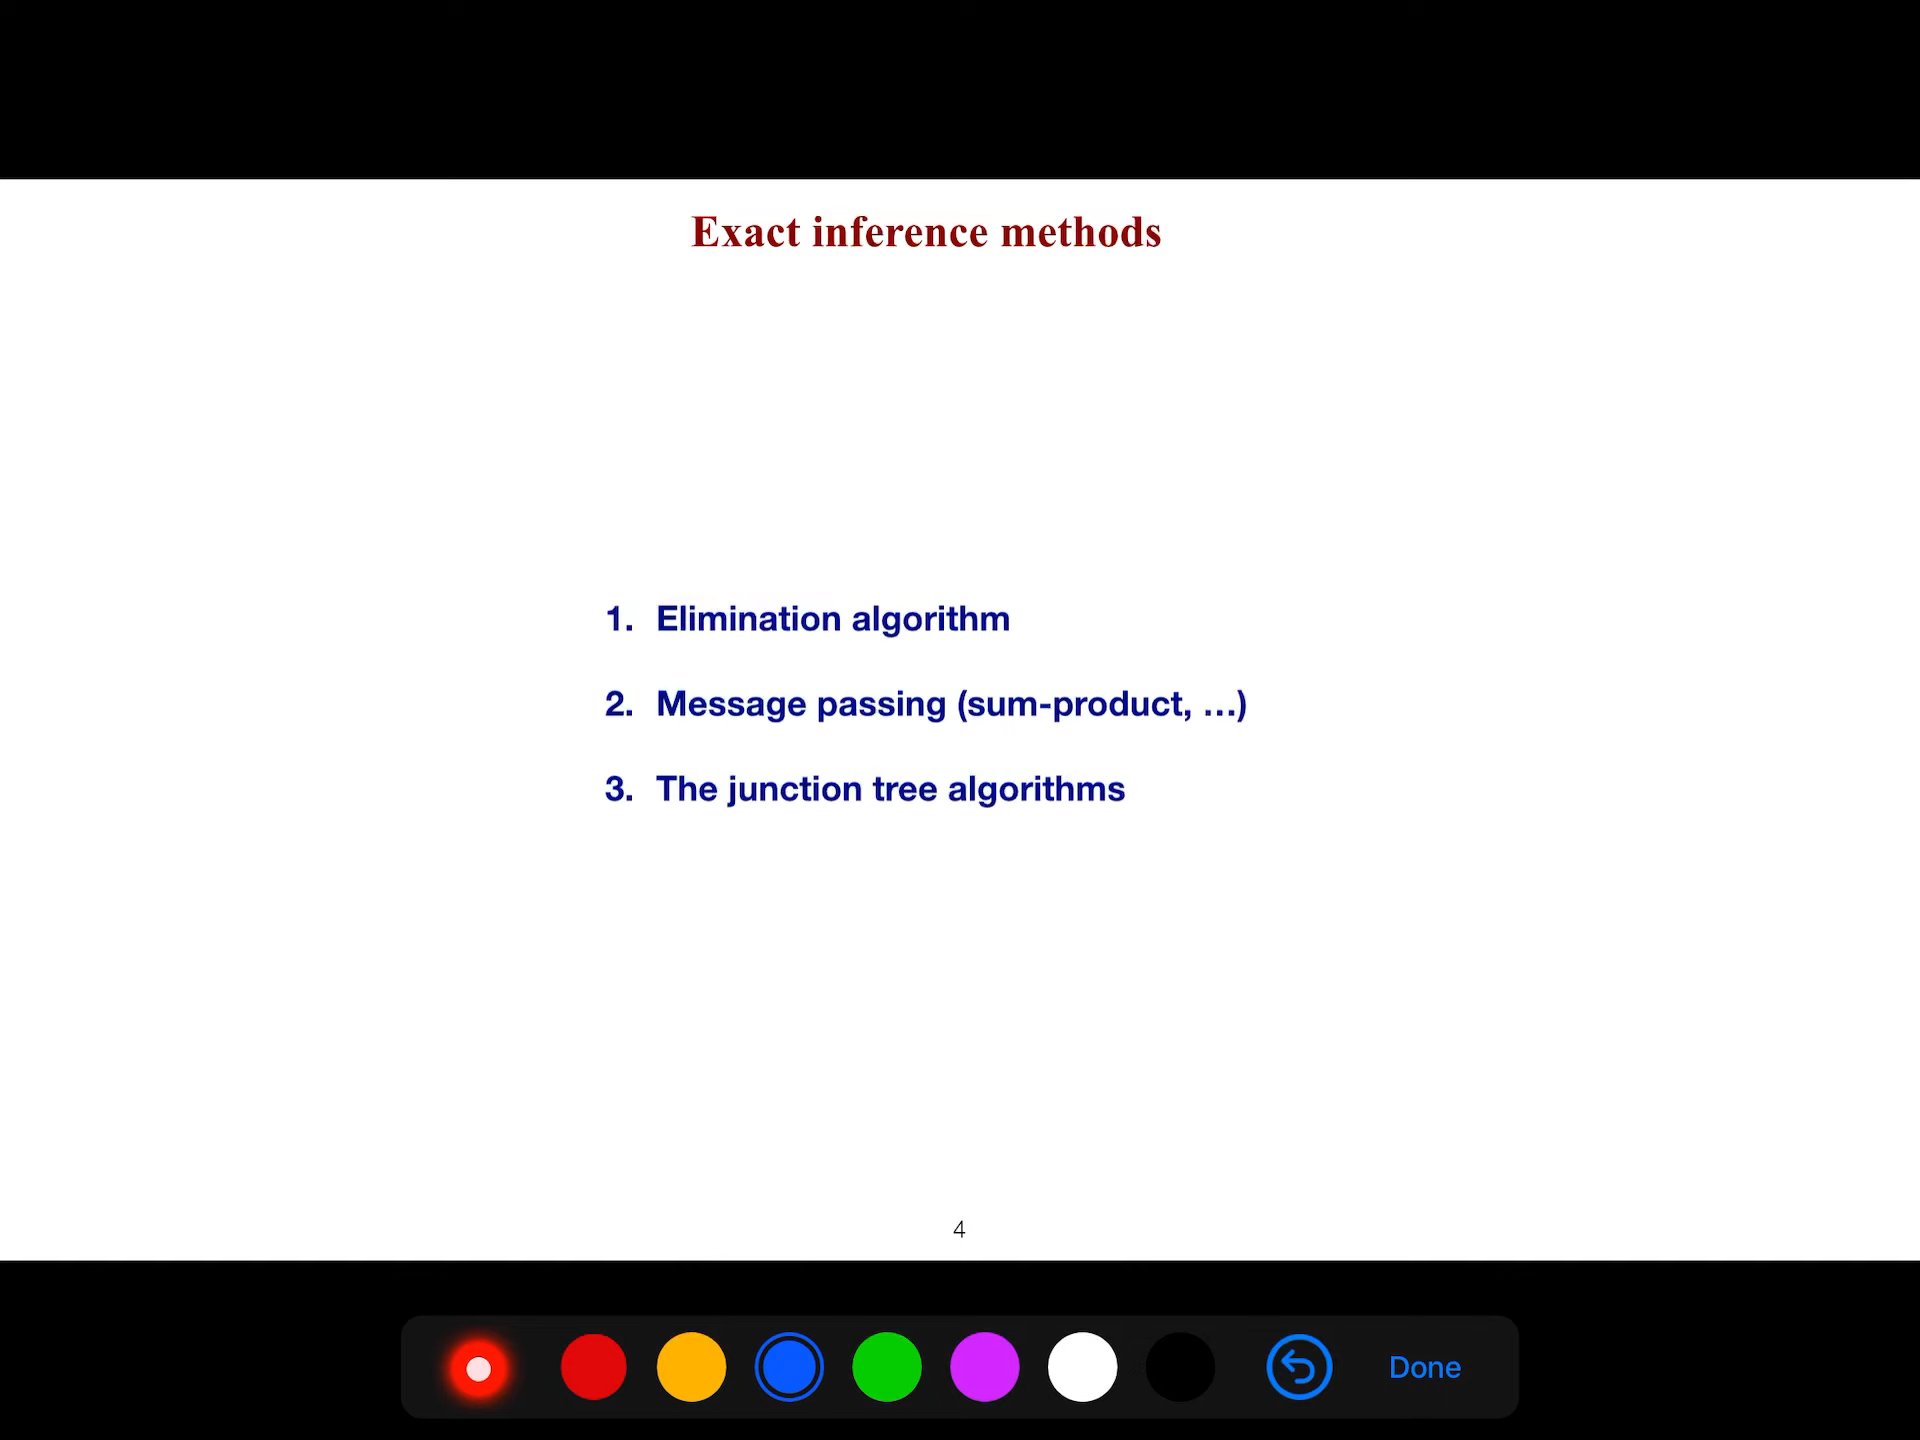 Exact inference methods
1. Elimination algorithm
2. Message passing (sum-product, ...)
3. The junction tree algorithms
4
Done